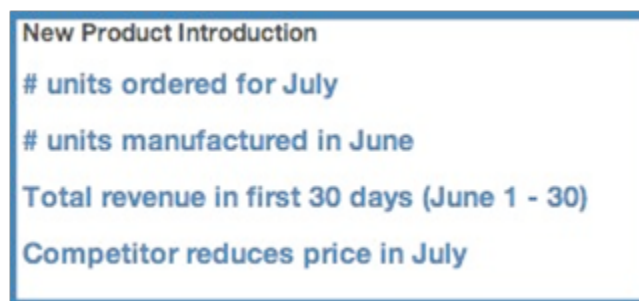 New Product Introduction
# units ordered for July
# units manufactured in June
Total revenue in first 30 days (June 1 - 30)
Competitor reduces price in July